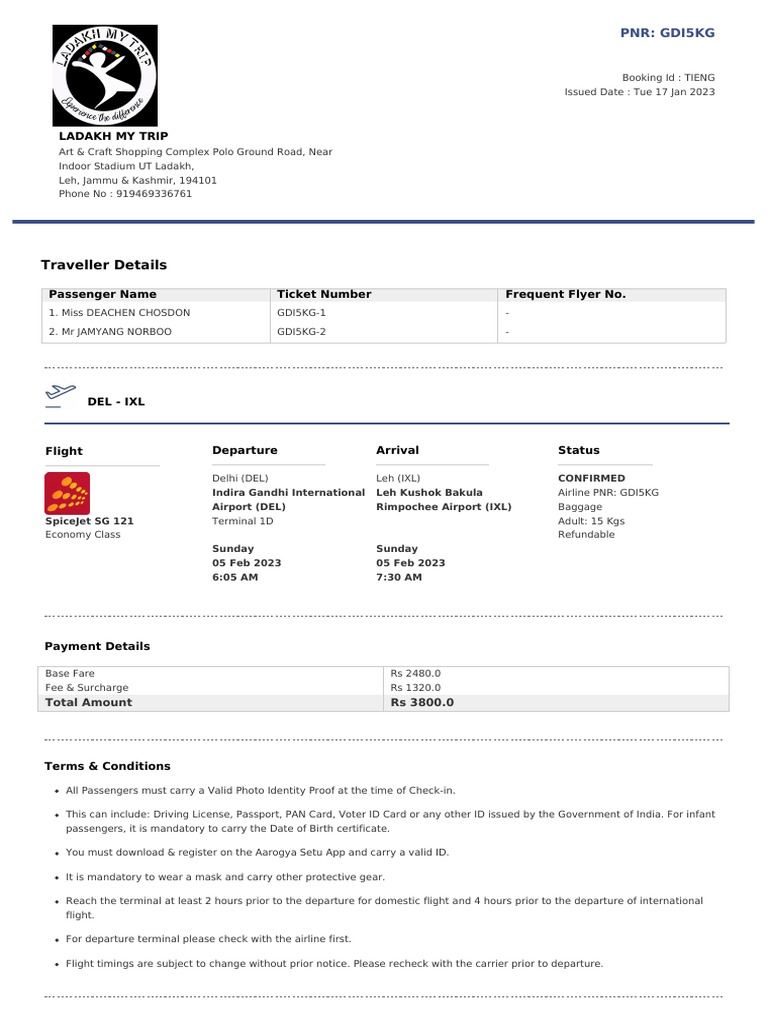 LADAKH MY TRIP
Experience the difference
PNR: GDI5KG
Booking Id : TIENG
Issued Date : Tue 17 Jan 2023
LADAKH MY TRIP
Art & Craft Shopping Complex Polo Ground Road, Near
Indoor Stadium UT Ladakh,
Leh, Jammu & Kashmir, 194101
Phone No : 919469336761
Traveller Details
Passenger Name Ticket Number Frequent Flyer No.
1. Miss DEACHEN CHOSDON GDI5KG-1 -
2. Mr JAMYANG NORBOO GDI5KG-2 -
DEL - IXL
Flight Departure Arrival Status
Delhi (DEL) Leh (IXL) CONFIRMED
Indira Gandhi International Leh Kushok Bakula Airline PNR: GDI5KG
Airport (DEL) Rimpochee Airport (IXL) Baggage
SpiceJet SG 121 Terminal 1D Adult: 15 Kgs
Economy Class Refundable
Sunday Sunday
05 Feb 2023 05 Feb 2023
6:05 AM 7:30 AM
Payment Details
Base Fare Rs 2480.0
Fee & Surcharge Rs 1320.0
Total Amount Rs 3800.0
Terms & Conditions
• All Passengers must carry a Valid Photo Identity Proof at the time of Check-in.
• This can include: Driving License, Passport, PAN Card, Voter ID Card or any other ID issued by the Government of India. For infant
passengers, it is mandatory to carry the Date of Birth certificate.
• You must download & register on the Aarogya Setu App and carry a valid ID.
• It is mandatory to wear a mask and carry other protective gear.
• Reach the terminal at least 2 hours prior to the departure for domestic flight and 4 hours prior to the departure of international
flight.
• For departure terminal please check with the airline first.
• Flight timings are subject to change without prior notice. Please recheck with the carrier prior to departure.